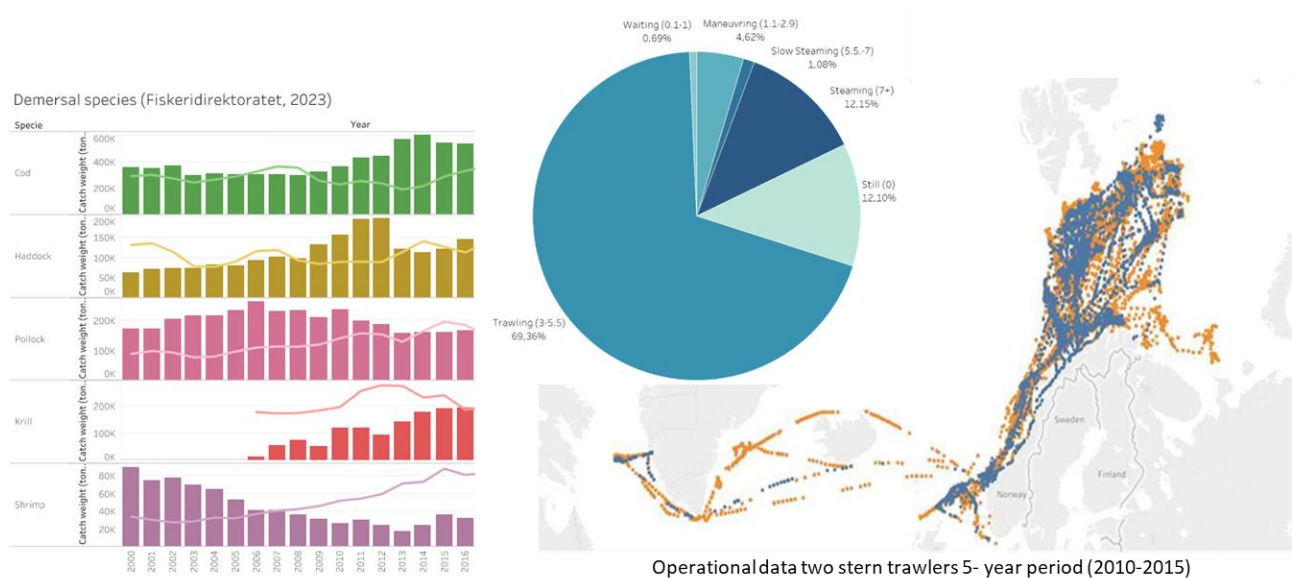 Demersal species (Fiskeridirektoratet, 2023)
Specie
Year
Cod
Catch weight (ton..
600K
400K
200K
0K
Haddock
Catch weight (ton..
200K
150K
100K
50K
0K
Pollock
Catch weight (ton..
200K
100K
0K
Krill
Catch weight (ton..
200K
100K
0K
Shrimp
Catch weight (ton..
80K
60K
40K
20K
2000
2001
2002
2003
2004
2005
2006
2007
2008
2009
2010
2011
2012
2013
2014
2015
2016
Waiting (0.1-1)
0.69%
Maneuvring (1.1-2.9)
4,62%
Slow Steaming (5.5.-7)
1,08%
Steaming (7+)
12,15%
Still (0)
12,10%
Trawling (3-5.5)
69,36%
Sweden
Finland
Norway
Operational data two stern trawlers 5- year period (2010-2015)